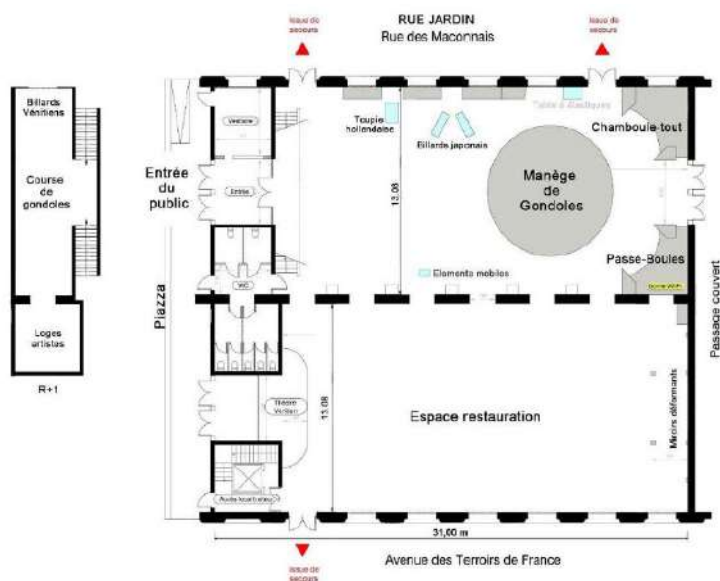 RUE JARDIN
Rue des Maconnais
Issue de
secours
Issue de
secours
Billards
Vénitiens
Course
de
gondoles
Loges
artistes
R+1
Entrée
du
public
Piazza
Vestiaire
Entrée
WC
Toupie
hollandaise
Billards japonais
Table à élastiques
Chamboule-tout
Manège
de
Gondoles
13.08
Passe-Boules
Elements mobiles
Passage couvert
13.08
Espace restauration
Miroirs déformants
31,00 m
Avenue des Terroirs de France
Issue de
secours